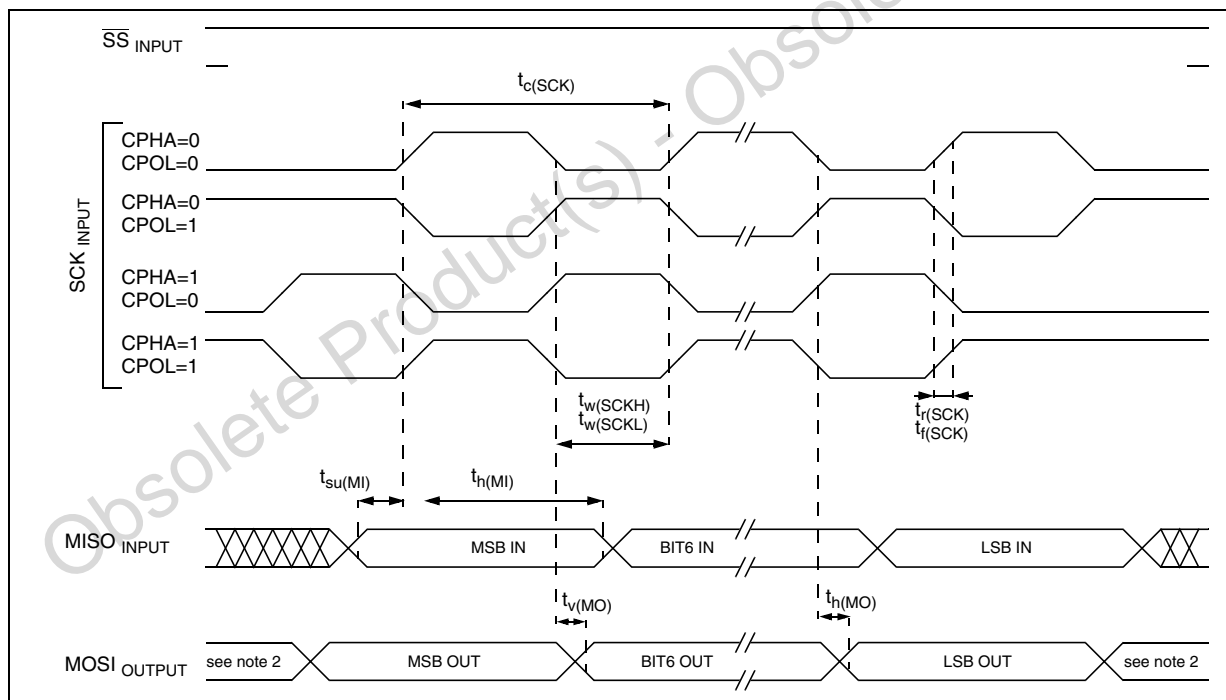 Obsolete Product(s) - Obsole
SS INPUT
tc(SCK)
SCK INPUT
CPHA=0
CPOL=0
CPHA=0
CPOL=1
CPHA=1
CPOL=0
CPHA=1
CPOL=1
tw(SCKH)
tw(SCKL)
tr(SCK)
tf(SCK)
tsu(MI)
th(MI)
MISO INPUT
MSB IN
BIT6 IN
LSB IN
tv(MO)
th(MO)
MOSI OUTPUT
see note 2
MSB OUT
BIT6 OUT
LSB OUT
see note 2